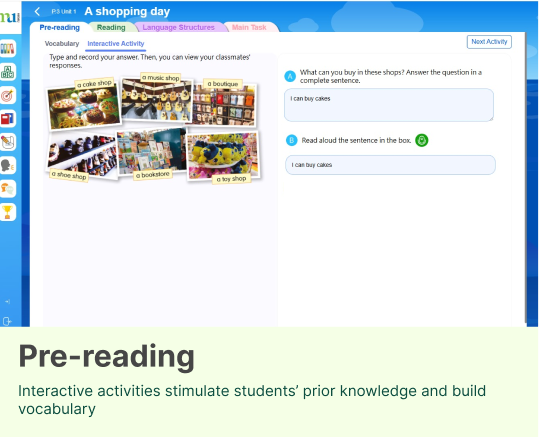 P.3 Unit 1 A shopping day
Pre-reading Reading Language Structures Main Task
Vocabulary Interactive Activity
Next Activity
Type and record your answer. Then, you can view your classmates'
responses.
a cake shop
a music shop
a boutique
a shoe shop
a bookstore
a toy shop
A What can you buy in these shops? Answer the question in a
complete sentence.
I can buy cakes
B Read aloud the sentence in the box.
I can buy cakes
Pre-reading
Interactive activities stimulate students' prior knowledge and build
vocabulary